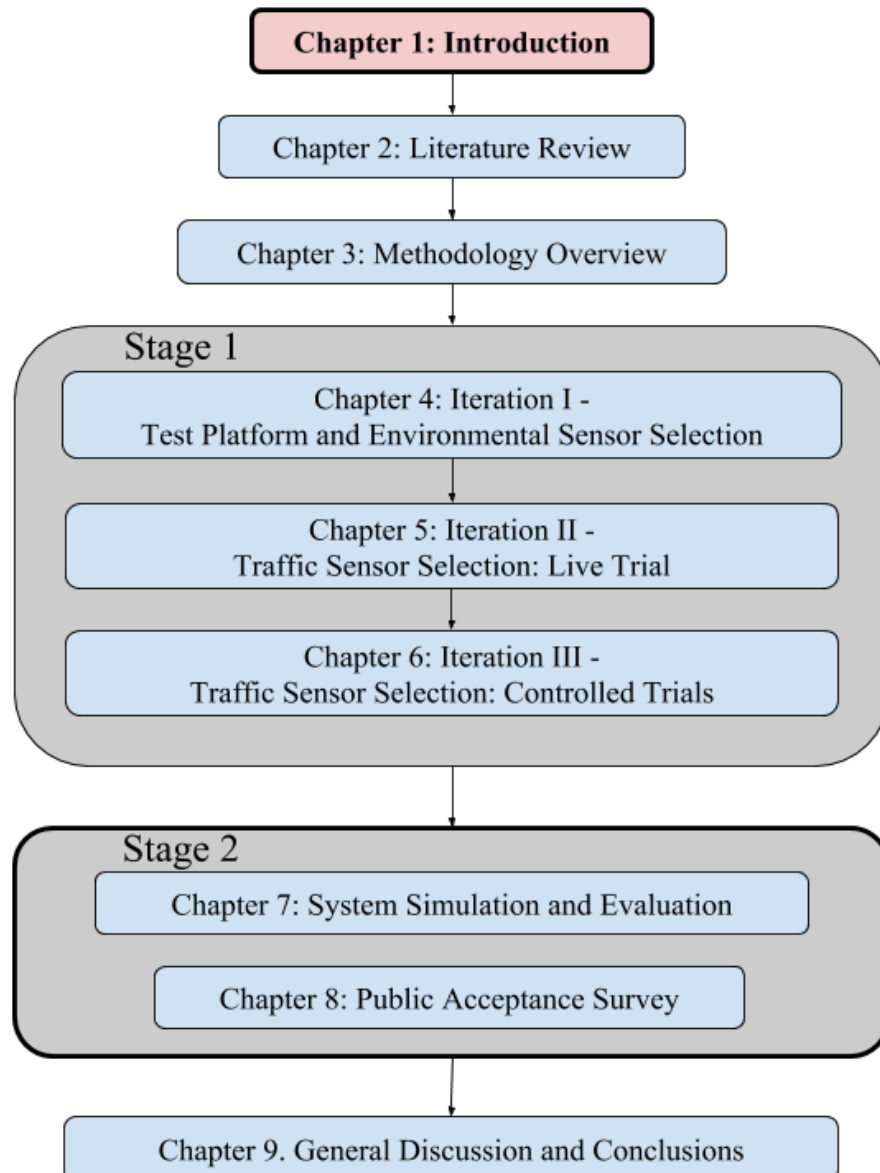 Chapter 1: Introduction
Chapter 2: Literature Review
Chapter 3: Methodology Overview
Stage 1
Chapter 4: Iteration I -
Test Platform and Environmental Sensor Selection
Chapter 5: Iteration II -
Traffic Sensor Selection: Live Trial
Chapter 6: Iteration III -
Traffic Sensor Selection: Controlled Trials
Stage 2
Chapter 7: System Simulation and Evaluation
Chapter 8: Public Acceptance Survey
Chapter 9. General Discussion and Conclusions